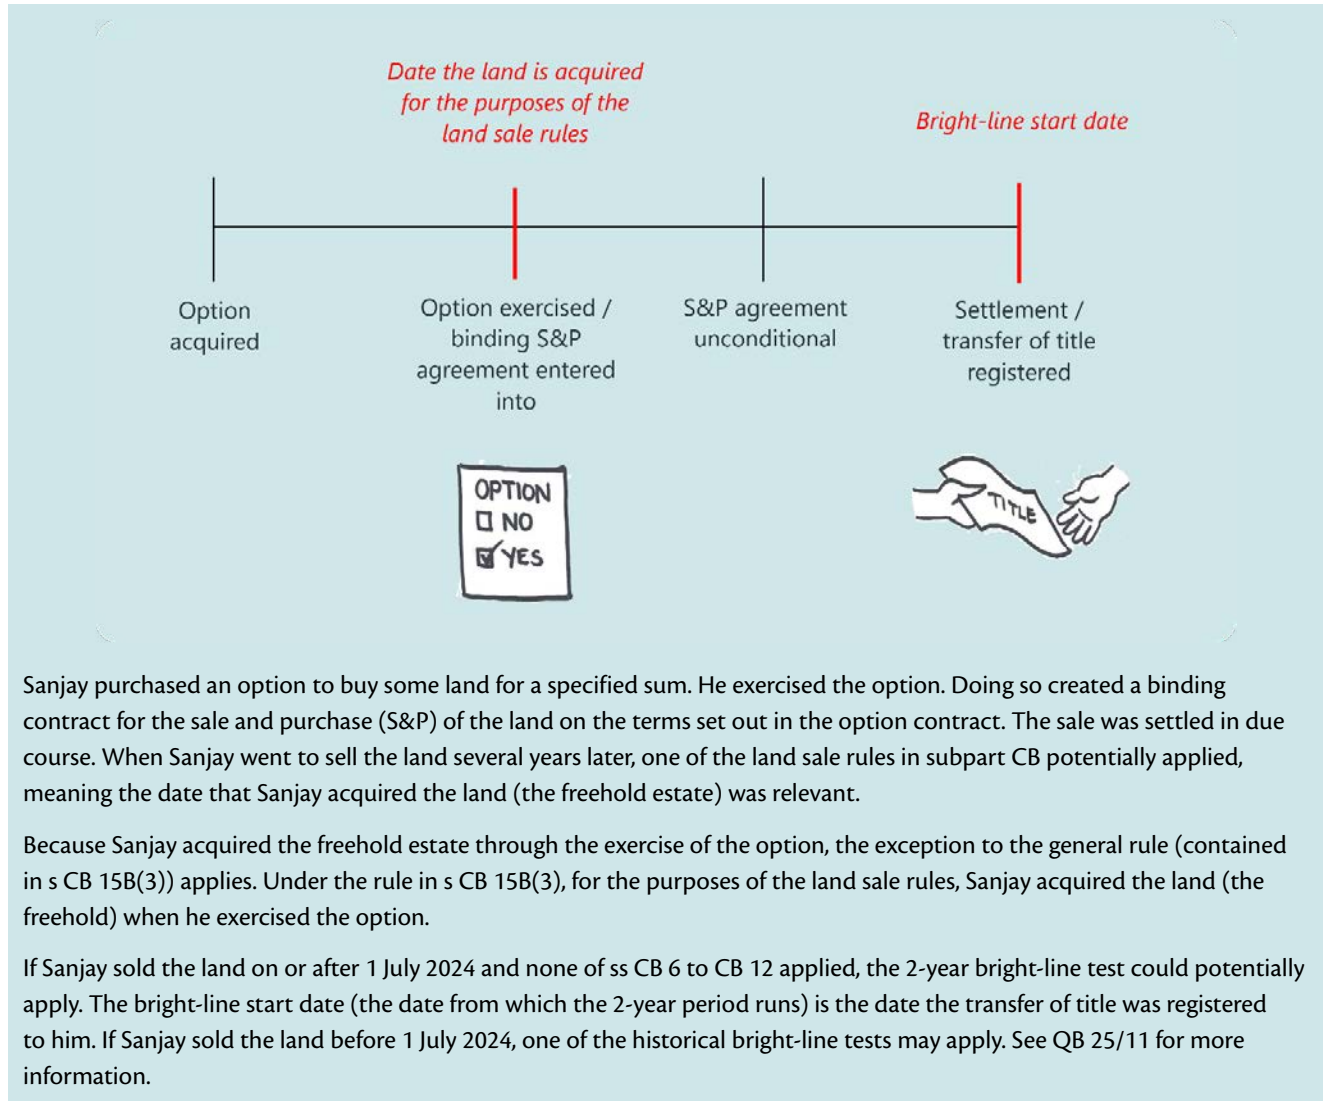 Date the land is acquired
for the purposes of the
land sale rules
Bright-line start date
Option
acquired
Option exercised /
binding S&P
agreement entered
into
S&P agreement
unconditional
Settlement /
transfer of title
registered
OPTION
NO
YES
TITLE
Sanjay purchased an option to buy some land for a specified sum. He exercised the option. Doing so created a binding
contract for the sale and purchase (S&P) of the land on the terms set out in the option contract. The sale was settled in due
course. When Sanjay went to sell the land several years later, one of the land sale rules in subpart CB potentially applied,
meaning the date that Sanjay acquired the land (the freehold estate) was relevant.
Because Sanjay acquired the freehold estate through the exercise of the option, the exception to the general rule (contained
in s CB 15B(3)) applies. Under the rule in s CB 15B(3), for the purposes of the land sale rules, Sanjay acquired the land (the
freehold) when he exercised the option.
If Sanjay sold the land on or after 1 July 2024 and none of ss CB 6 to CB 12 applied, the 2-year bright-line test could potentially
apply. The bright-line start date (the date from which the 2-year period runs) is the date the transfer of title was registered
to him. If Sanjay sold the land before 1 July 2024, one of the historical bright-line tests may apply. See QB 25/11 for more
information.